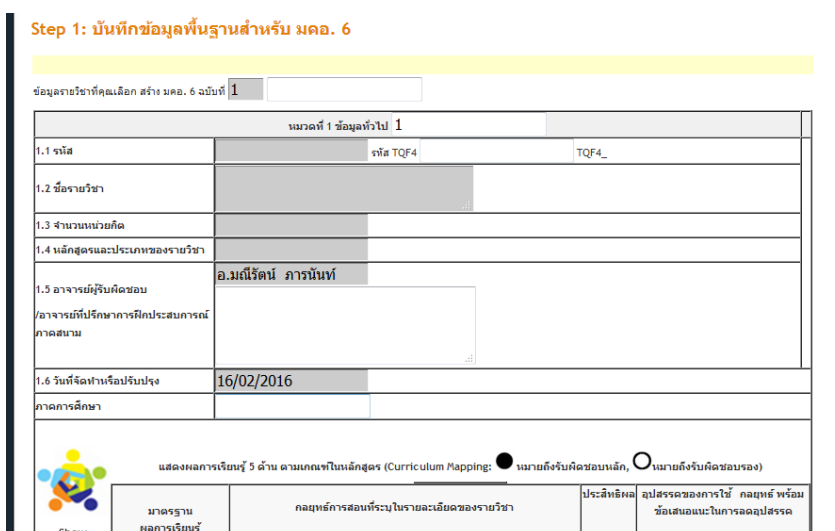 Step 1: บันทึกข้อมูลพื้นฐานสำหรับ มคอ. 6
ข้อมูลรายวิชาที่คุณเลือก สร้าง มคอ. 6 ฉบับที่ 1
หมวดที่ 1 ข้อมูลทั่วไป 1
1.1 รหัส รหัส TQF4 TQF4_
1.2 ชื่อรายวิชา
1.3 จำนวนหน่วยกิต
1.4 หลักสูตรและประเภทของรายวิชา
อ.มณีรัตน์ ภารนันท์
1.5 อาจารย์ผู้รับผิดชอบ
/อาจารย์ที่ปรึกษาการฝึกประสบการณ์
ภาคสนาม
1.6 วันที่จัดทำหรือปรับปรุง 16/02/2016
ภาคการศึกษา
แสดงผลการเรียนรู้ 5 ด้าน ตามเกณฑ์ในหลักสูตร (Curriculum Mapping: ● หมายถึงรับผิดชอบหลัก, O หมายถึงรับผิดชอบรอง)
มาตรฐาน
ผลการเรียนรู้
กลยุทธ์การสอนที่ระบุในรายละเอียดของรายวิชา
ประสิทธิผล
อุปสรรคของการใช้ กลยุทธ์ พร้อม
ข้อเสนอแนะในการลดอุปสรรค